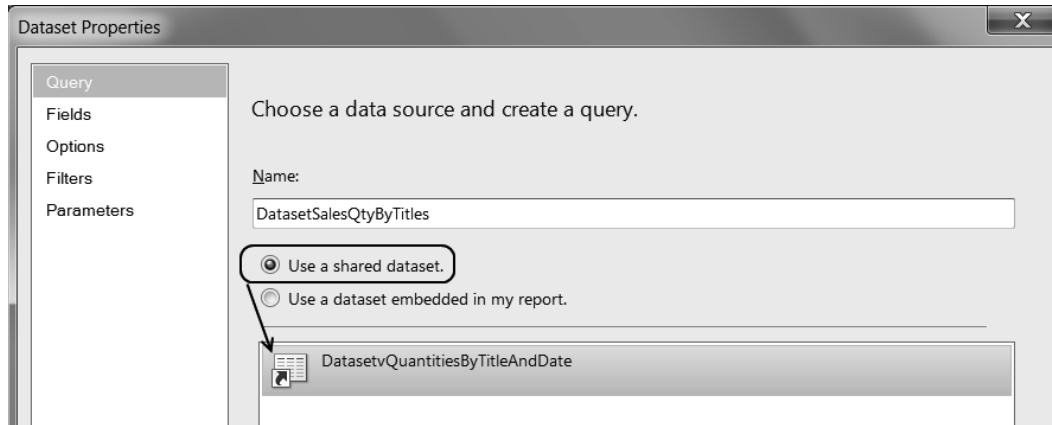 Dataset Properties
X
Query
Fields
Options
Filters
Parameters
Choose a data source and create a query.
Name:
DatasetSalesQtyByTitles
Use a shared dataset.
Use a dataset embedded in my report.
DatasetvQuantitiesByTitleAndDate